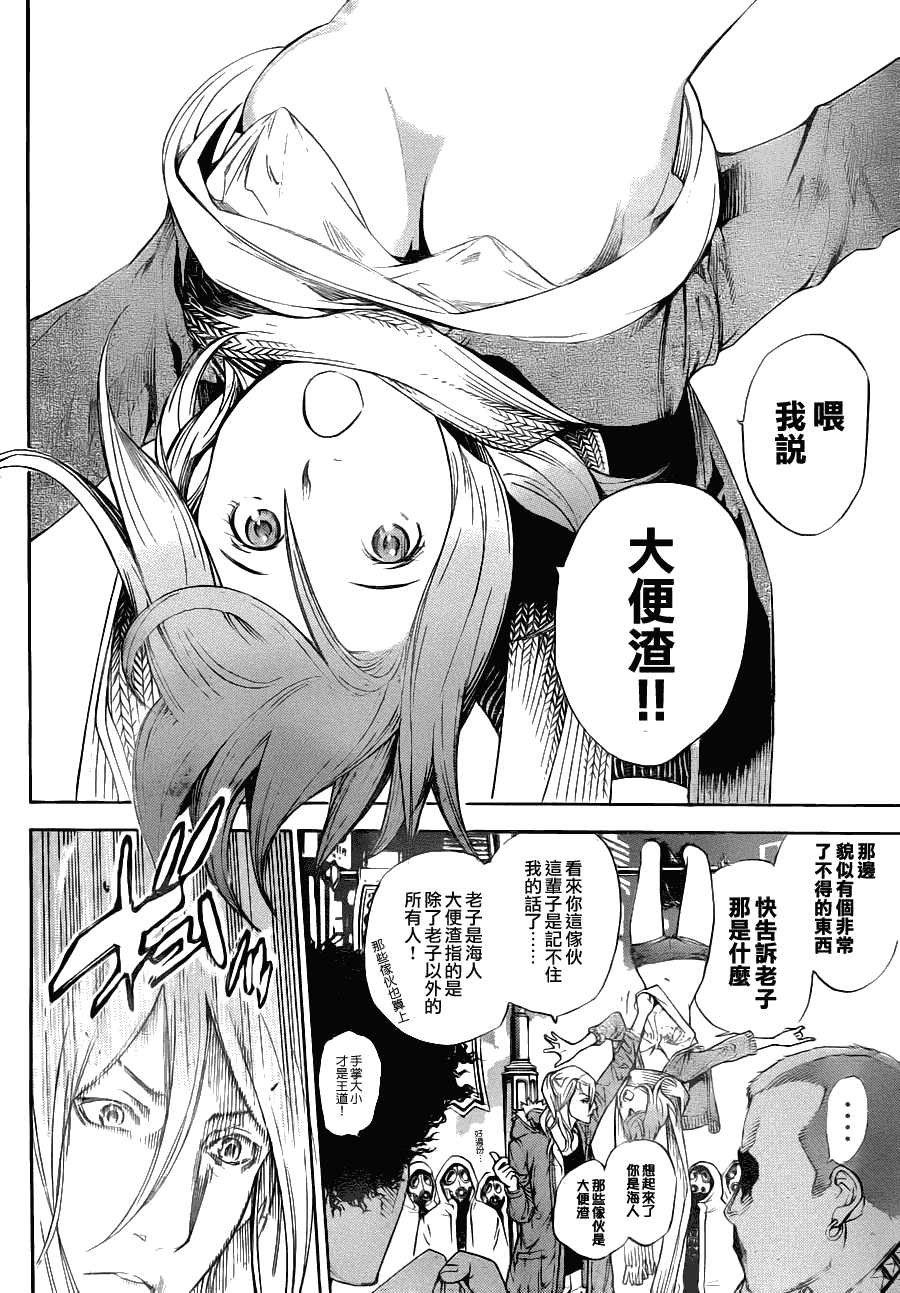 喂
我説
大便渣!!
那邊
貌似有個非常
了不得的東西
快告訴老子
那是什麼
看來你這傢伙
這輩子是記不住
我的話了……
老子是海人
大便渣指的是
除了老子以外的
所有人！
那些傢伙也算上
手掌大小
才是王道！
想起來了
你是海人
那些傢伙是
大便渣
……